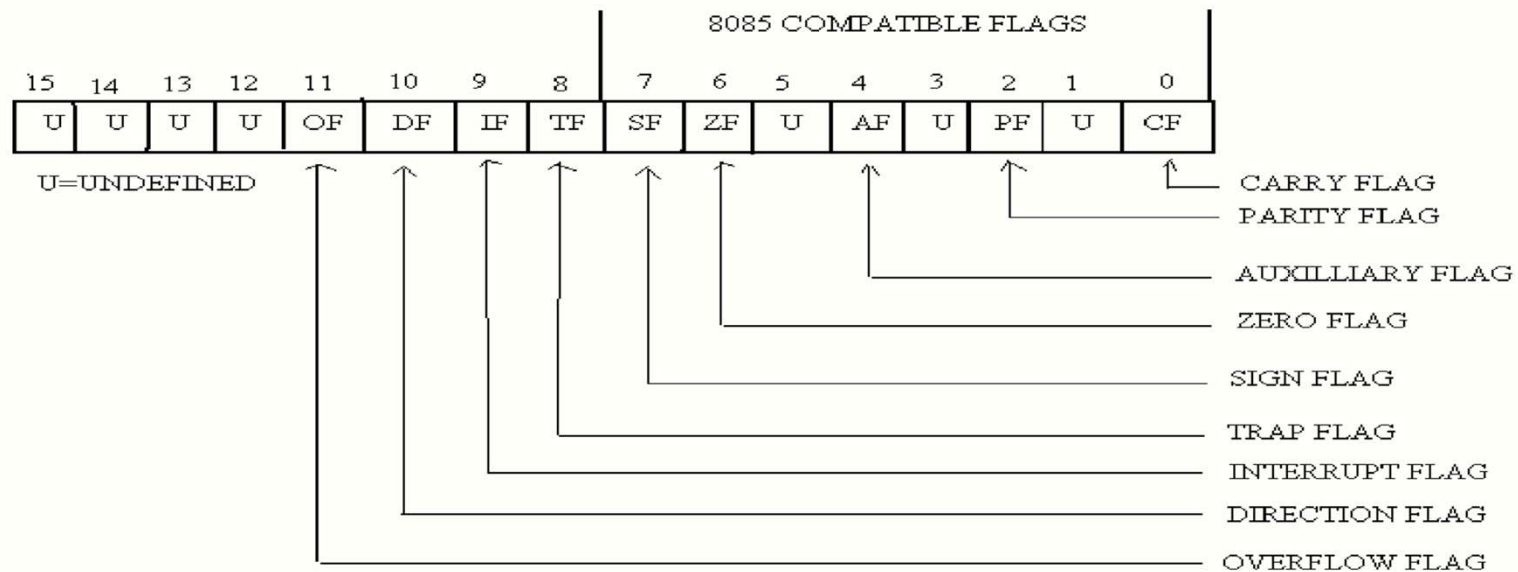 8085 COMPATIBLE FLAGS
15 14 13 12 11 10 9 8 7 6 5 4 3 2 1 0
U U U U OF DF IF TF SF ZF U AF U PF U CF
U=UNDEFINED
CARRY FLAG
PARITY FLAG
AUXILLIARY FLAG
ZERO FLAG
SIGN FLAG
TRAP FLAG
INTERRUPT FLAG
DIRECTION FLAG
OVERFLOW FLAG